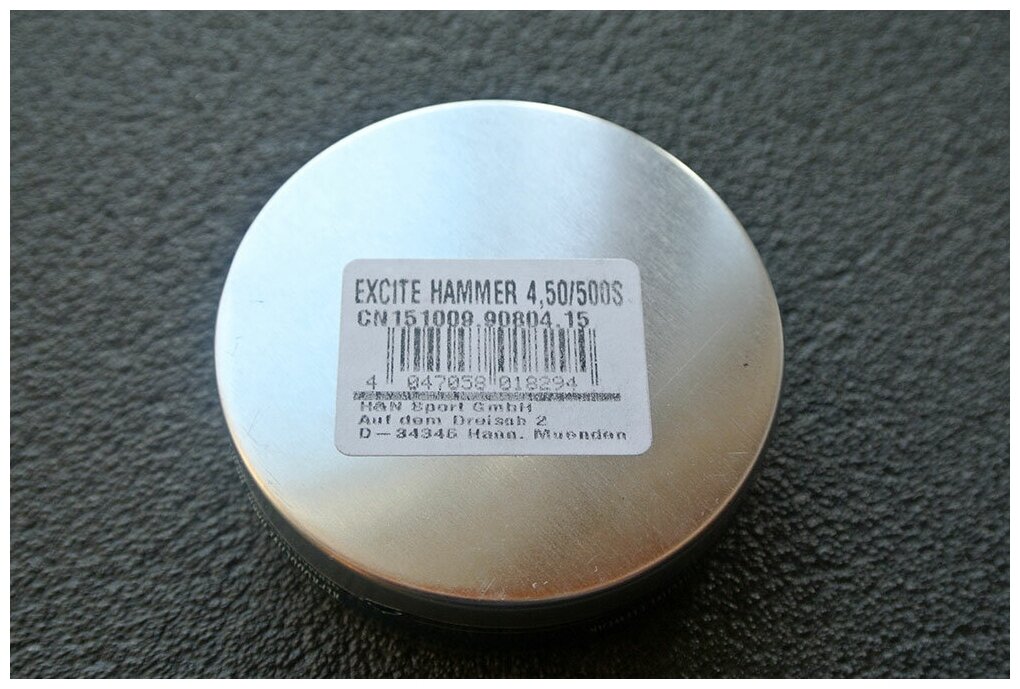 EXCITE HAMMER 4,50/500S
CN151009.90804.15
4 047058 018294
H&N Sport GmbH
Auf dem Dreisch 2
D-34346 Hann. Muenden